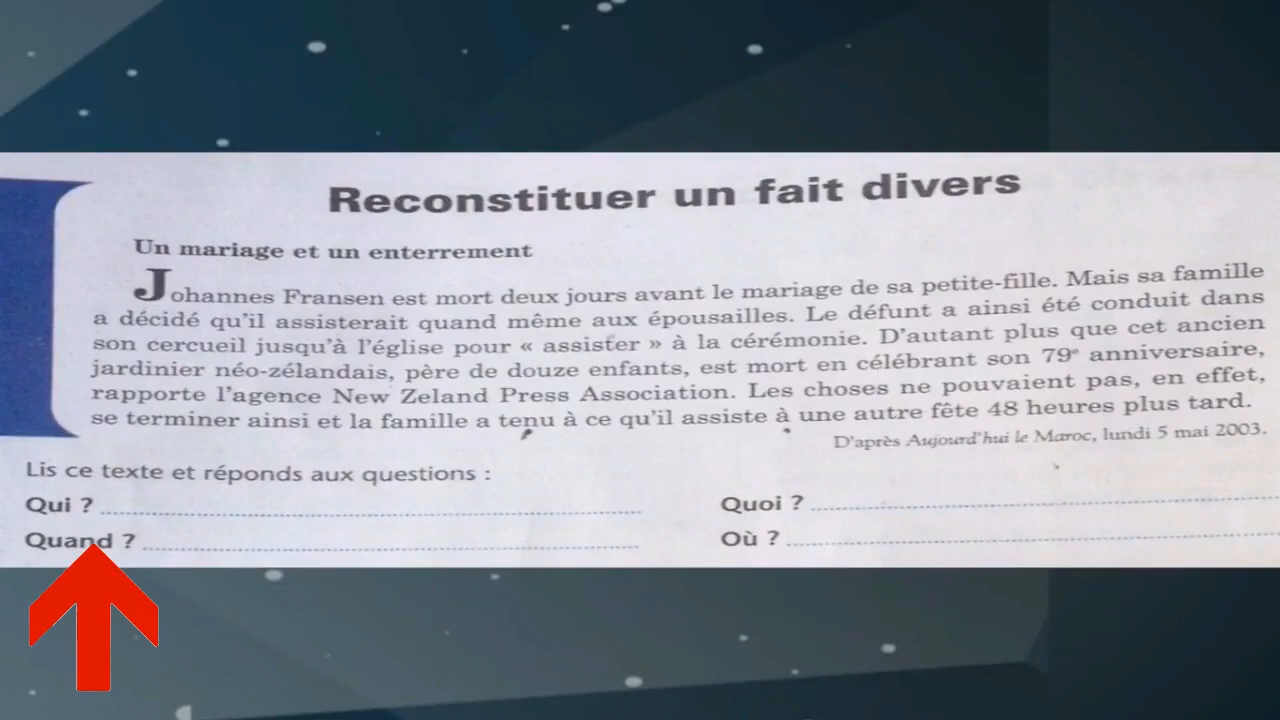 Reconstituer un fait divers
Un mariage et un enterrement
Johannes Fransen est mort deux jours avant le mariage de sa petite-fille. Mais sa famille
a décidé qu'il assisterait quand même aux épousailles. Le défunt a ainsi été conduit dans
son cercueil jusqu'à l'église pour « assister » à la cérémonie. D'autant plus que cet ancien
jardinier néo-zélandais, père de douze enfants, est mort en célébrant son 79e anniversaire,
rapporte l'agence New Zeland Press Association. Les choses ne pouvaient pas, en effet,
se terminer ainsi et la famille a tenu à ce qu'il assiste à une autre fête 48 heures plus tard.
D'après Aujourd'hui le Maroc, lundi 5 mai 2003.
Lis ce texte et réponds aux questions :
Qui ? Quoi ?
Quand ? Où ?